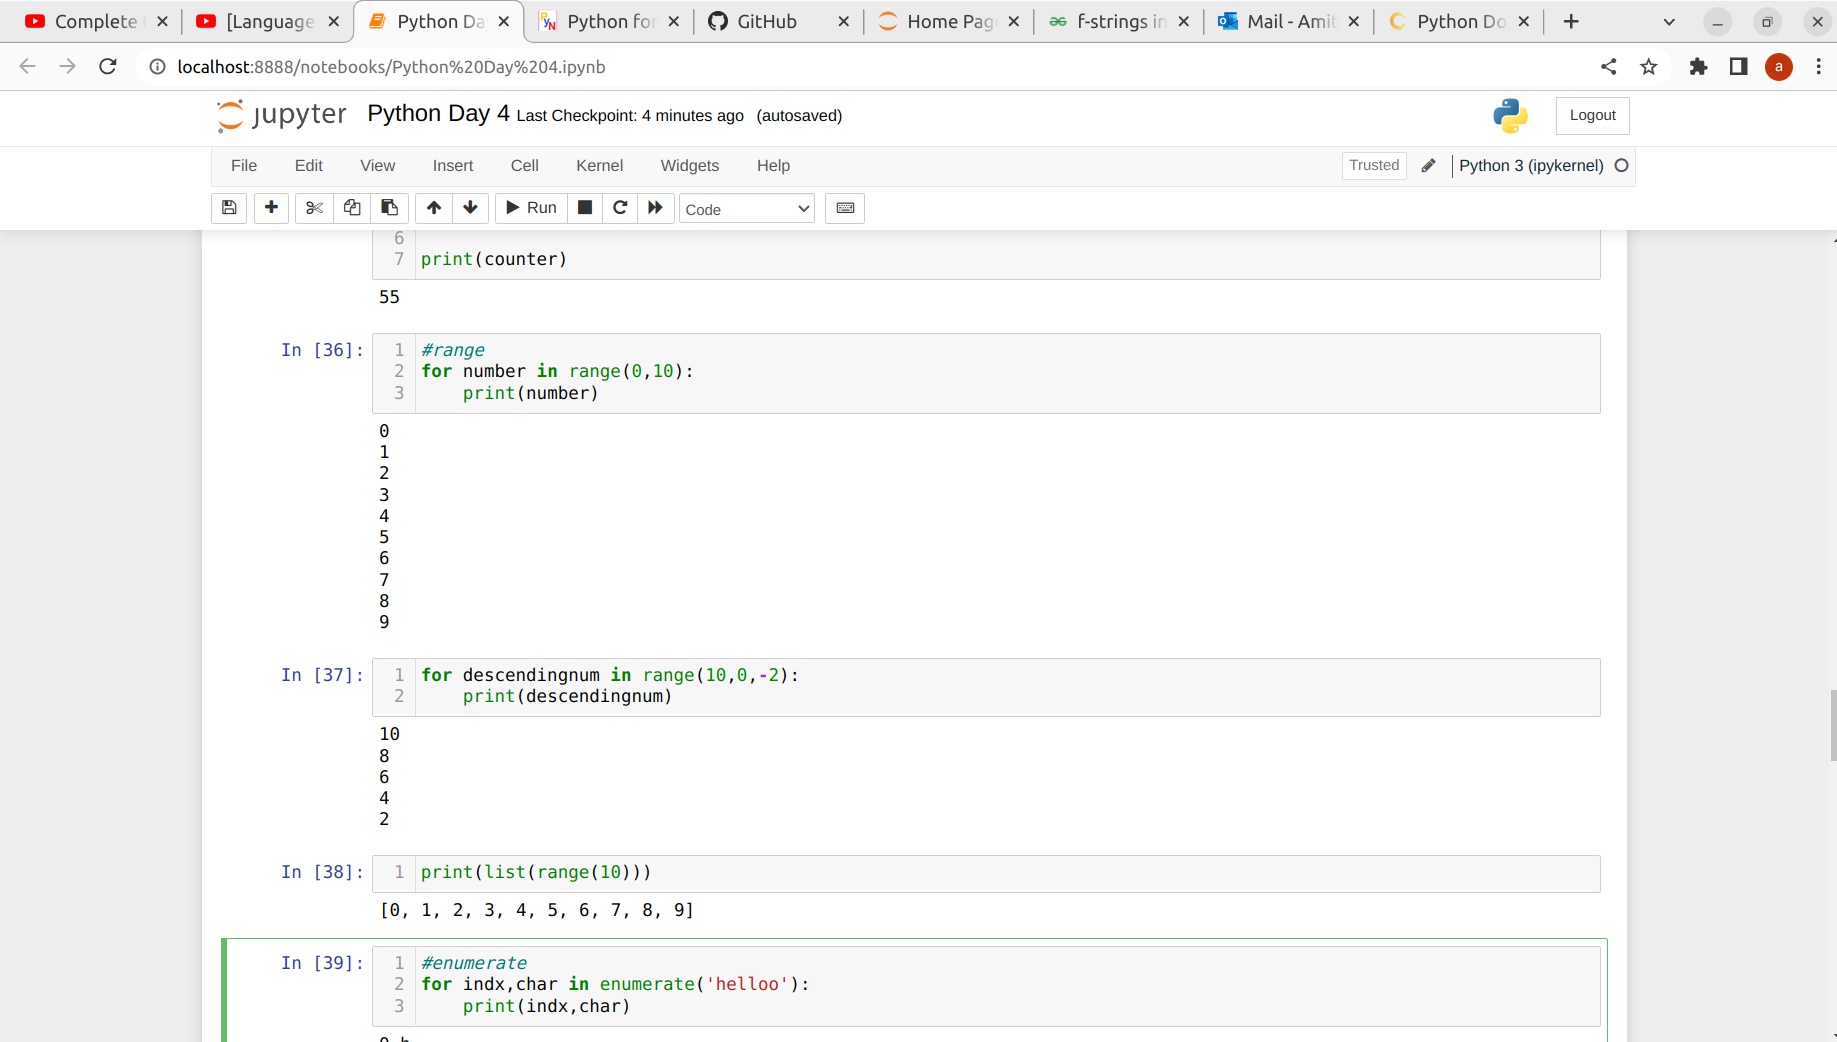 Complete
[Language
Python Da
Python for
GitHub
Home Pag
f-strings in
Mail - Amit
Python Do
localhost:8888/notebooks/Python%20Day%204.ipynb
a
jupyter Python Day 4 Last Checkpoint: 4 minutes ago (autosaved)
Logout
File Edit View Insert Cell Kernel Widgets Help
Trusted
Python 3 (ipykernel)
Run
Code
6
7 print(counter)
55
In [36]:
1 #range
2 for number in range(0,10):
3     print(number)
0
1
2
3
4
5
6
7
8
9
In [37]:
1 for descendingnum in range(10,0,-2):
2     print(descendingnum)
10
8
6
4
2
In [38]:
1 print(list(range(10)))
[0, 1, 2, 3, 4, 5, 6, 7, 8, 9]
In [39]:
1 #enumerate
2 for indx,char in enumerate('helloo'):
3     print(indx,char)